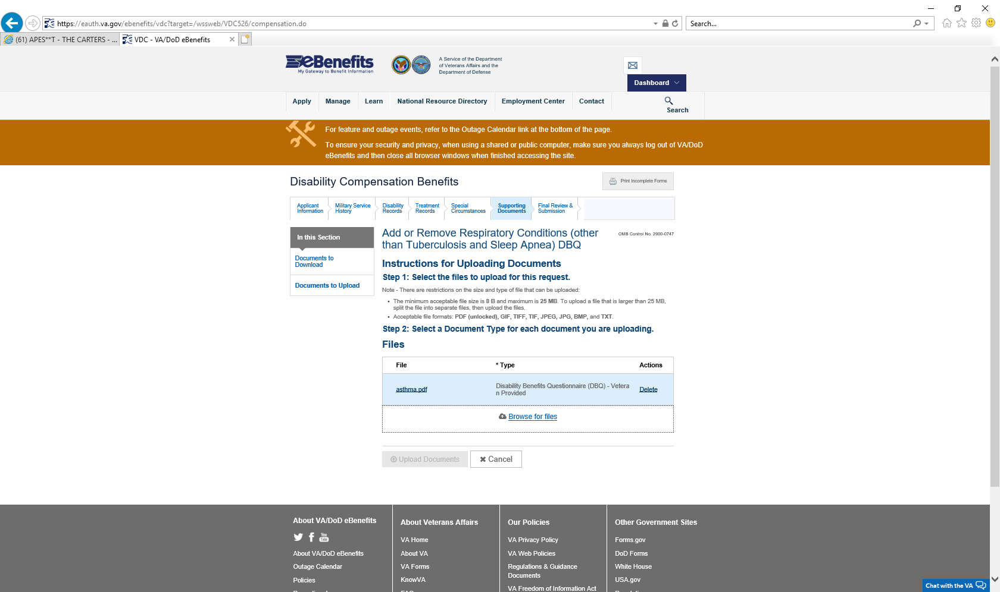 https://eauth.va.gov/ebenefits/vdc?target=/wssweb/VDC526/compensation.do
Search...
(61) APES**T - THE CARTERS - ...
VDC - VA/DoD eBenefits
eBenefits
My Gateway to Benefit Information
A Service of the Department
of Veterans Affairs and the
Department of Defense
Dashboard
Apply
Manage
Learn
National Resource Directory
Employment Center
Contact
Search
For feature and outage events, refer to the Outage Calendar link at the bottom of the page.
To ensure your security and privacy, when using a shared or public computer, make sure you always log out of VA/DoD
eBenefits and then close all browser windows when finished accessing the site.
Disability Compensation Benefits
Print Incomplete Forms
Applicant
Information
Military Service
History
Disability
Records
Treatment
Records
Special
Circumstances
Supporting
Documents
Final Review &
Submission
In this Section
Documents to
Download
Documents to Upload
Add or Remove Respiratory Conditions (other
than Tuberculosis and Sleep Apnea) DBQ
OMB Control No. 2900-0747
Instructions for Uploading Documents
Step 1: Select the files to upload for this request.
Note - There are restrictions on the size and type of file that can be uploaded:
• The minimum acceptable file size is 8 B and maximum is 25 MB. To upload a file that is larger than 25 MB,
split the file into separate files, then upload the files.
• Acceptable file formats: PDF (unlocked), GIF, TIFF, TIF, JPEG, JPG, BMP, and TXT.
Step 2: Select a Document Type for each document you are uploading.
Files
File
* Type
Actions
asthma.pdf
Disability Benefits Questionnaire (DBQ) - Vetera
n Provided
Delete
Browse for files
Upload Documents
Cancel
About VA/DoD eBenefits
You
Tube
About VA/DoD eBenefits
Outage Calendar
Policies
About Veterans Affairs
VA Home
About VA
VA Forms
KnowVA
Our Policies
VA Privacy Policy
VA Web Policies
Regulations & Guidance
Documents
VA Freedom of Information Act
Other Government Sites
Forms.gov
DoD Forms
White House
USA.gov
Chat with the VA